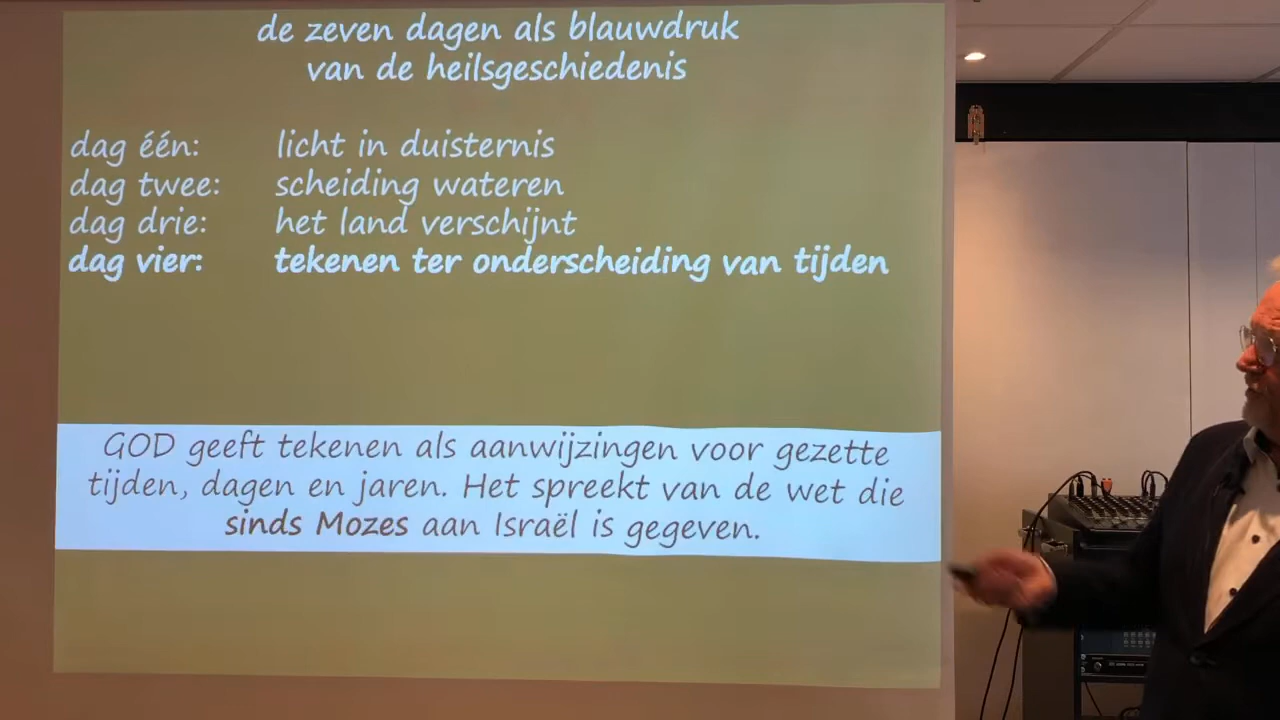 de zeven dagen als blauwdruk
van de heilsgeschiedenis
dag één: licht in duisternis
dag twee: scheiding wateren
dag drie: het land verschijnt
dag vier: tekenen ter onderscheiding van tijden
GOD geeft tekenen als aanwijzingen voor gezette
tijden, dagen en jaren. Het spreekt van de wet die
sinds Mozes aan Israël is gegeven.